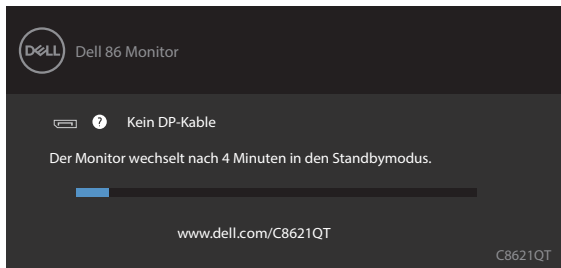 DELL
Dell 86 Monitor
? Kein DP-Kable
Der Monitor wechselt nach 4 Minuten in den Standbymodus.
www.dell.com/C8621QT
C8621QT